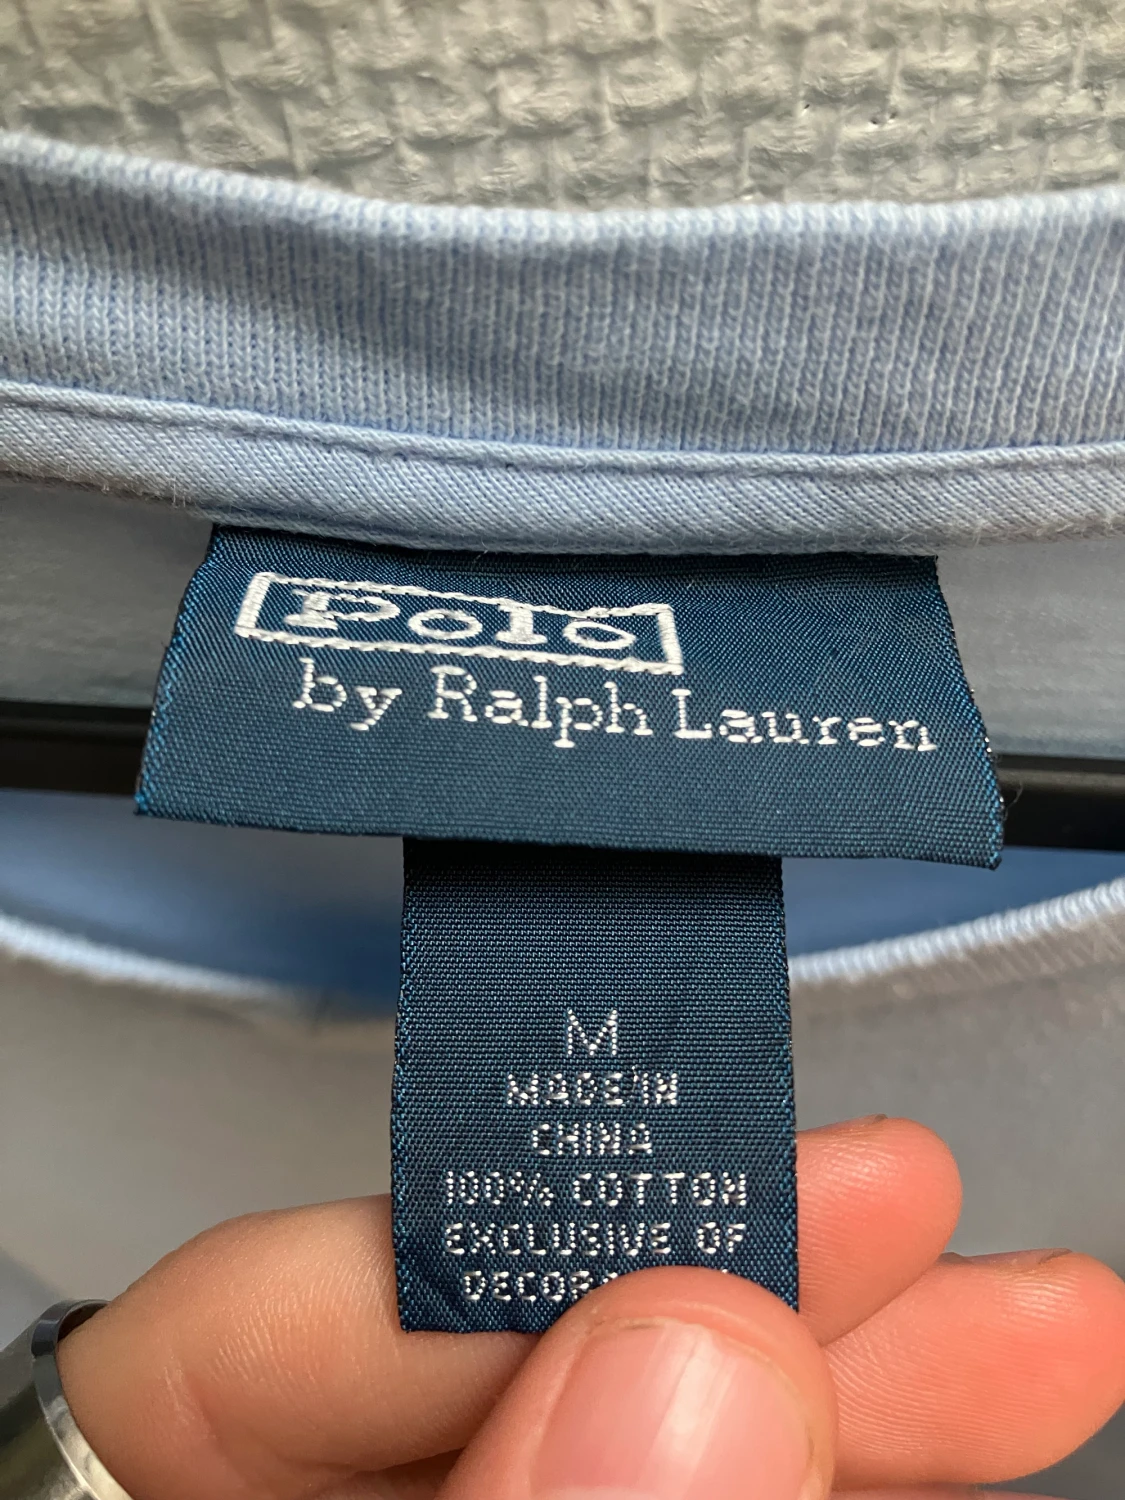 Polo
by Ralph Lauren
M
MADE IN
CHINA
100% COTTON
EXCLUSIVE OF